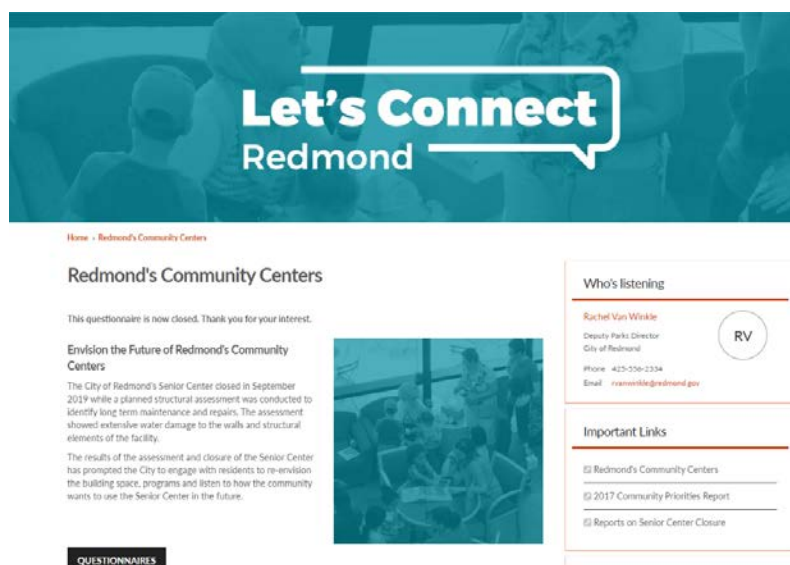 Let's Connect
Redmond
Home » Redmond's Community Centers
Redmond's Community Centers
This questionnaire is now closed. Thank you for your interest.
Envision the Future of Redmond's Community
Centers
The City of Redmond's Senior Center closed in September
2019 while a planned structural assessment was conducted to
identify long term maintenance and repairs. The assessment
showed extensive water damage to the walls and structural
elements of the facility.
The results of the assessment and closure of the Senior Center
has prompted the City to engage with residents to re-envision
the building space, programs and listen to how the community
wants to use the Senior Center in the future.
QUESTIONNAIRES
Who's listening
Rachel Van Winkle
Deputy Parks Director
City of Redmond
RV
Phone 425-556-2334
Email rvanwinkle@redmond.gov
Important Links
Redmond's Community Centers
2017 Community Priorities Report
Reports on Senior Center Closure